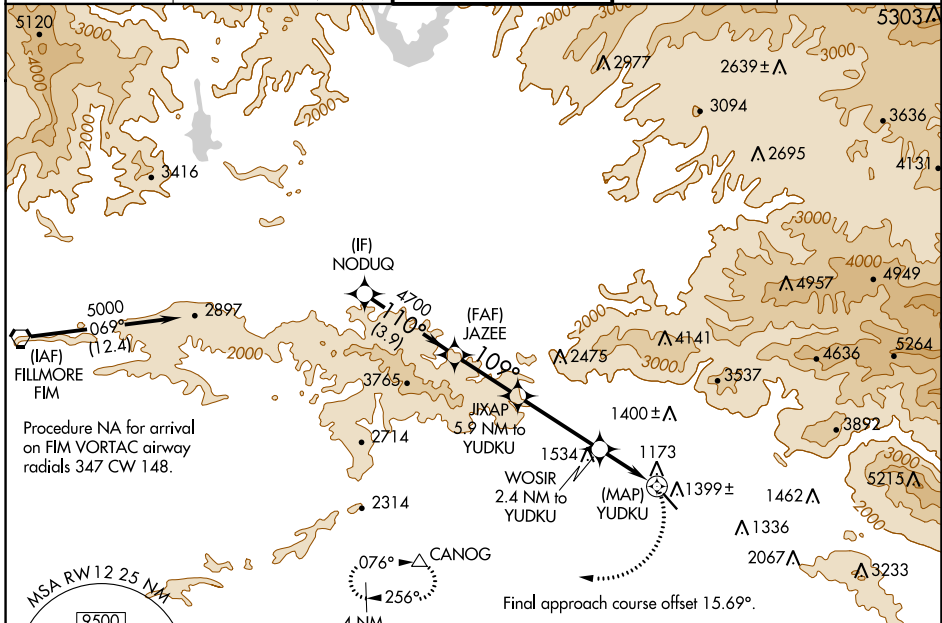 5120
3000
4000
2000
3416
2000
2000
3000
2977
2639±
3094
3000
5303
3636
2695
4131
(IF)
NODUQ
4700
110°
(3.9)
(FAF)
JAZEE
109°
5000
069°
(12.4)
2897
(IAF)
FILLMORE
FIM
2000
3765
2714
2314
Procedure NA for arrival
on FIM VORTAC airway
radials 347 CW 148.
JIXAP
5.9 NM to
YUDKU
2000
2475
4141
3000
3000
4957
4000
4949
4636
5264
3537
1400±
3892
1534
WOSIR
2.4 NM to
YUDKU
1173
(MAP)
YUDKU
1399±
1462
3000
5215
2000
1336
2067
3233
076°
CANOG
256°
4 NM
Final approach course offset 15.69°.
MSA RW12 25 NM
9500